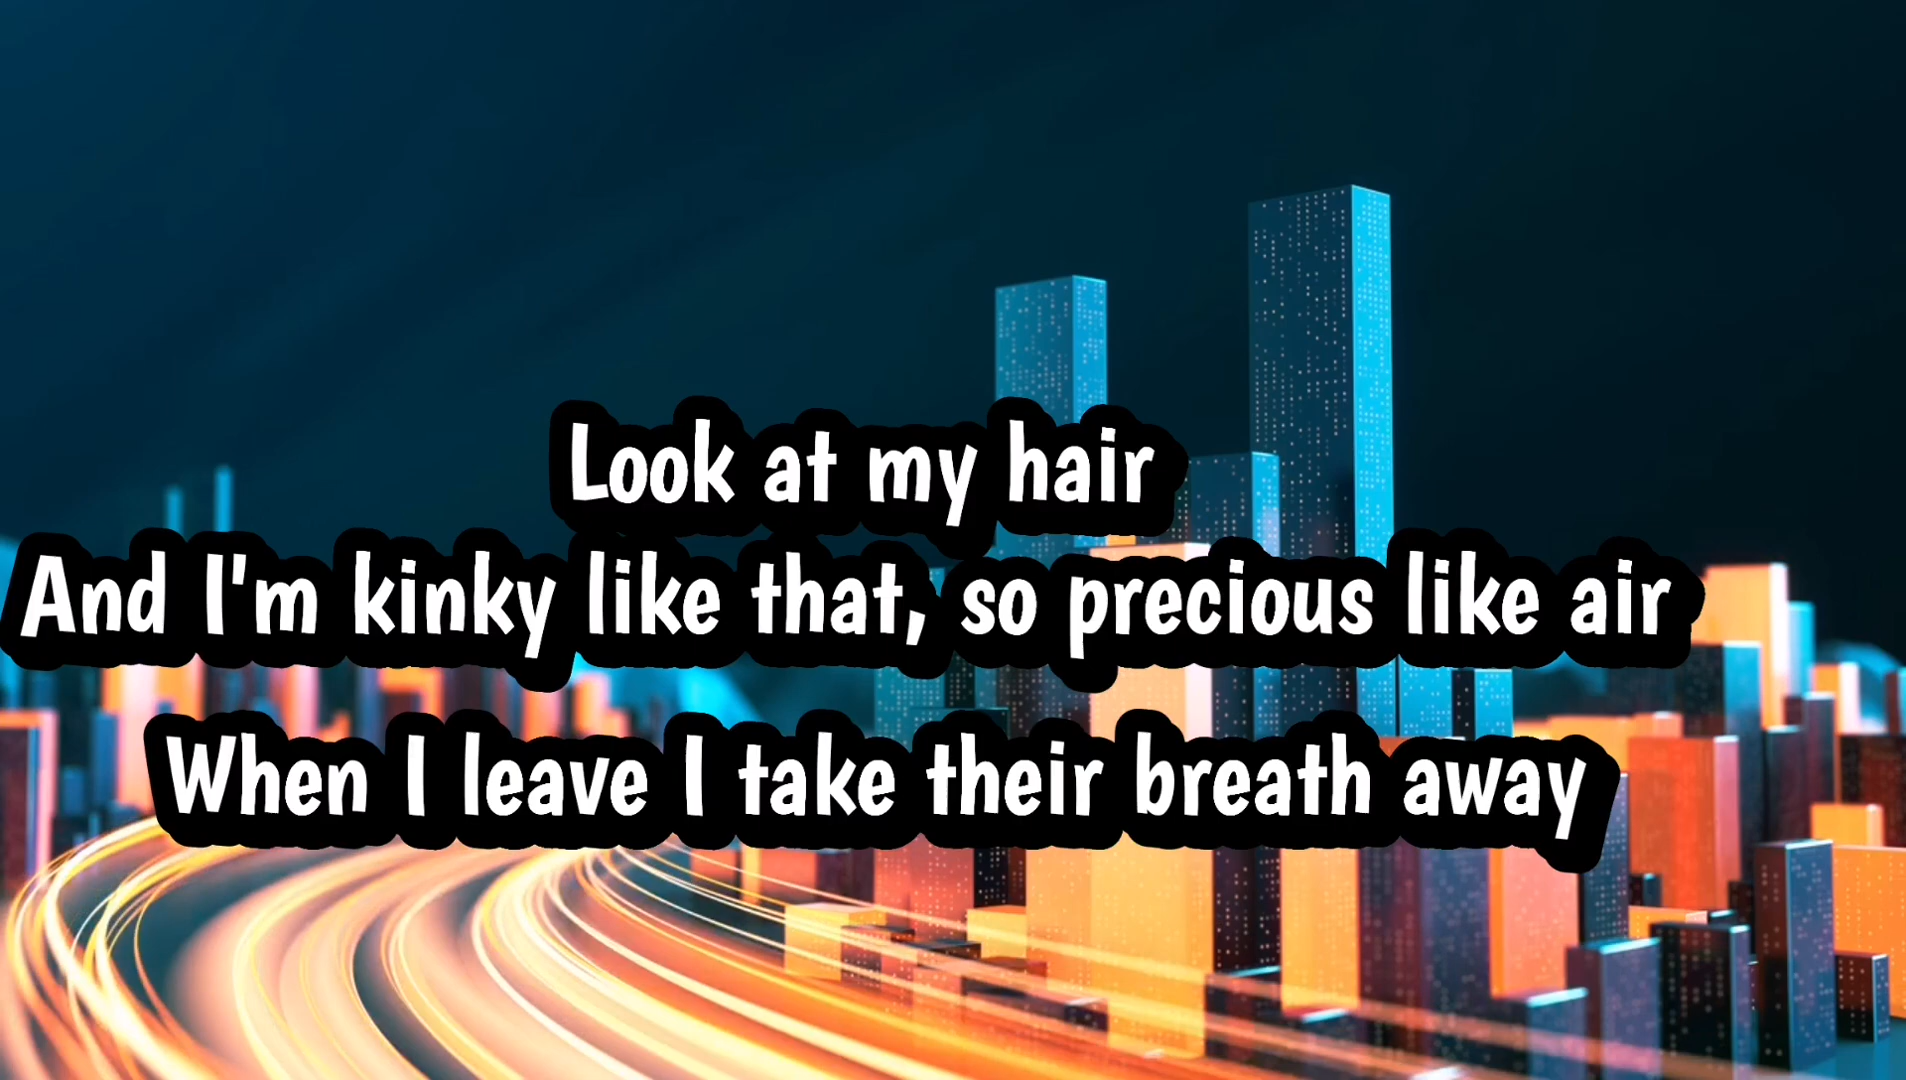 Look at my hair
And I'm kinky like that, so precious like air
When I leave I take their breath away